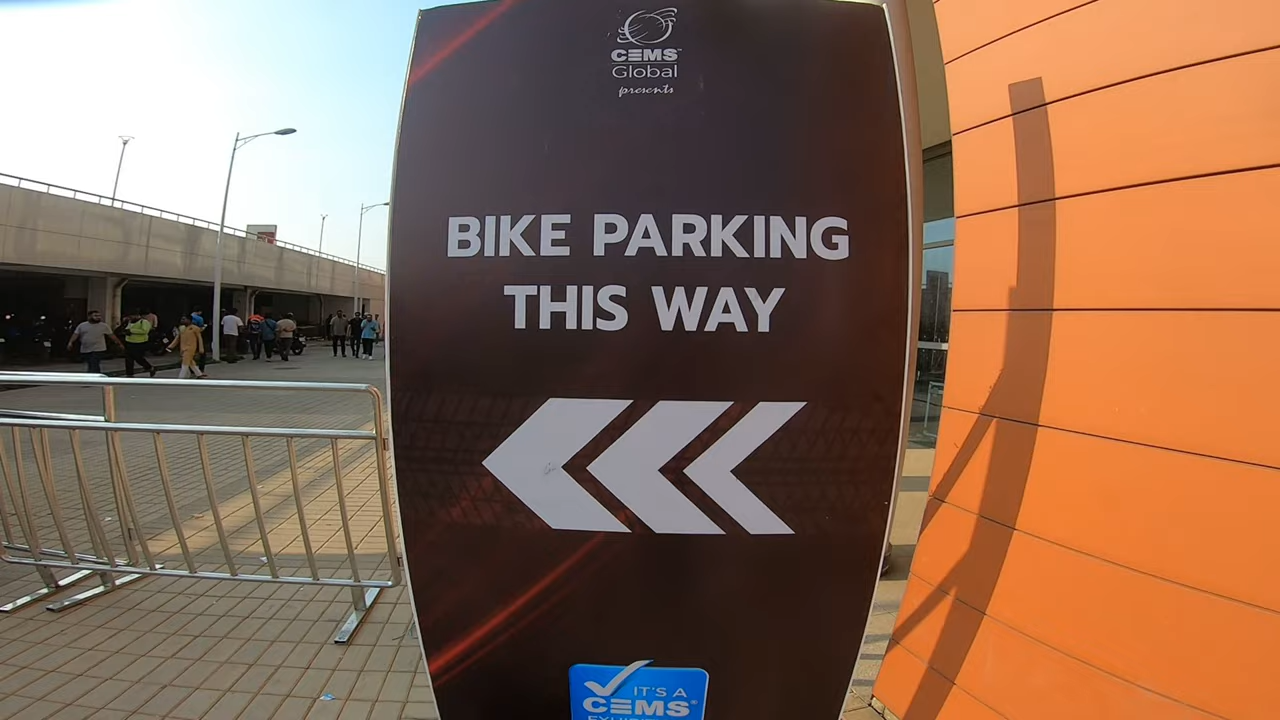 CEMS
Global
presents
BIKE PARKING
THIS WAY
IT'S A
CEMS